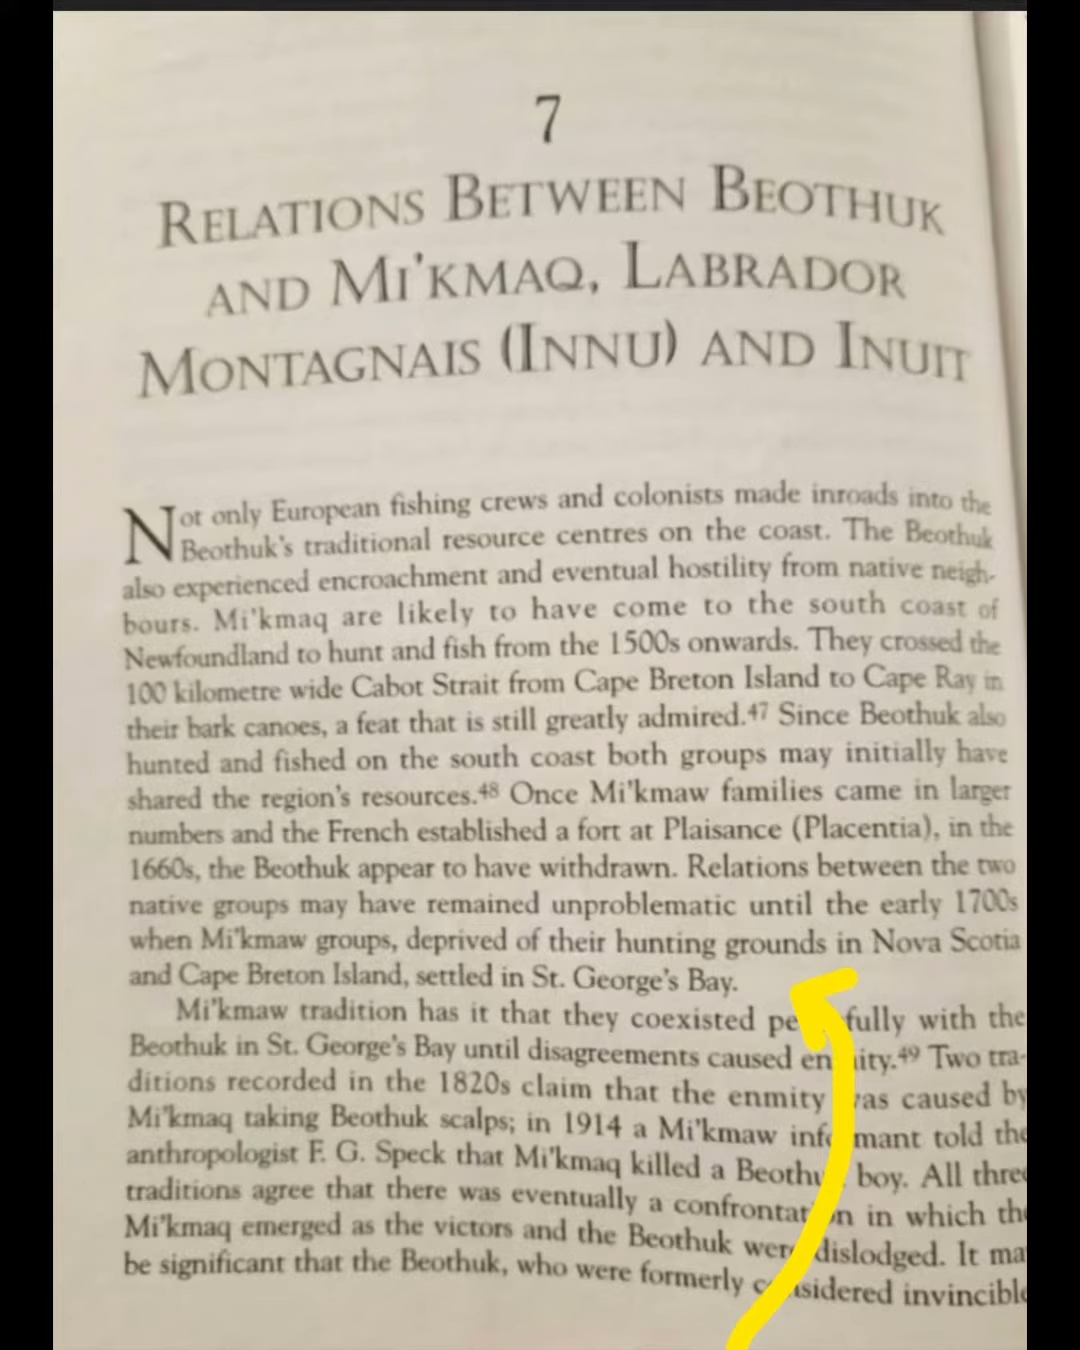 7
RELATIONS BETWEEN BEOTHUK
AND MI'KMAQ, LABRADOR
MONTAGNAIS (INNU) AND INUIT
Not only European fishing crews and colonists made inroads into the
Beothuk's traditional resource centres on the coast. The Beothuk
also experienced encroachment and eventual hostility from native neigh-
bours. Mi'kmaq are likely to have come to the south coast of
Newfoundland to hunt and fish from the 1500s onwards. They crossed the
100 kilometre wide Cabot Strait from Cape Breton Island to Cape Ray in
their bark canoes, a feat that is still greatly admired.47 Since Beothuk also
hunted and fished on the south coast both groups may initially have
shared the region's resources.48 Once Mi'kmaw families came in larger
numbers and the French established a fort at Plaisance (Placentia), in the
1660s, the Beothuk appear to have withdrawn. Relations between the two
native groups may have remained unproblematic until the early 1700s
when Mi'kmaw groups, deprived of their hunting grounds in Nova Scotia
and Cape Breton Island, settled in St. George's Bay.
Mi'kmaw tradition has it that they coexisted pe fully with the
Beothuk in St. George's Bay until disagreements caused en ity.49 Two tra-
ditions recorded in the 1820s claim that the enmity as caused by
Mi'kmaq taking Beothuk scalps; in 1914 a Mi'kmaw info mant told the
anthropologist F. G. Speck that Mi'kmaq killed a Beothu boy. All three
traditions agree that there was eventually a confrontat n in which the
Mi'kmaq emerged as the victors and the Beothuk were dislodged. It ma
be significant that the Beothuk, who were formerly c nsidered invincible